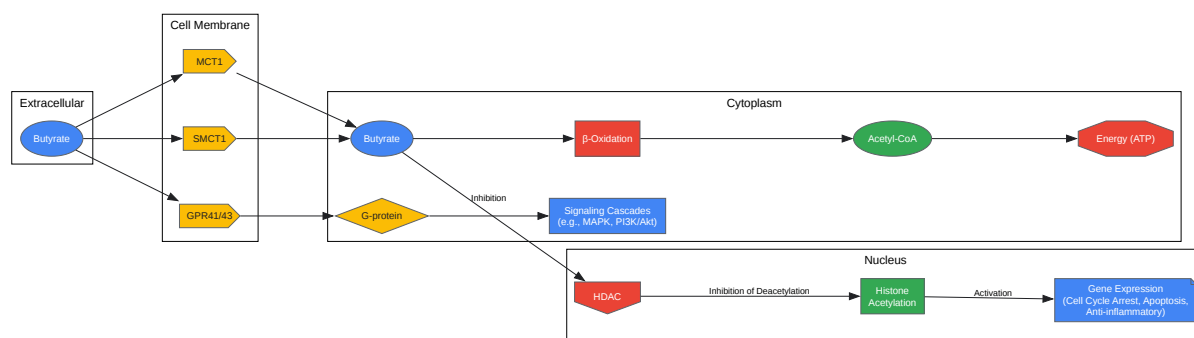 Cell Membrane
MCT1
Extracellular
Cytoplasm
Butyrate
SMCT1
Butyrate
β-Oxidation
Acetyl-CoA
Energy (ATP)
Inhibition
GPR41/43
G-protein
Signaling Cascades
(e.g., MAPK, PI3K/Akt)
Nucleus
HDAC
Inhibition of Deacetylation
Histone
Acetylation
Activation
Gene Expression
(Cell Cycle Arrest, Apoptosis,
Anti-inflammatory)